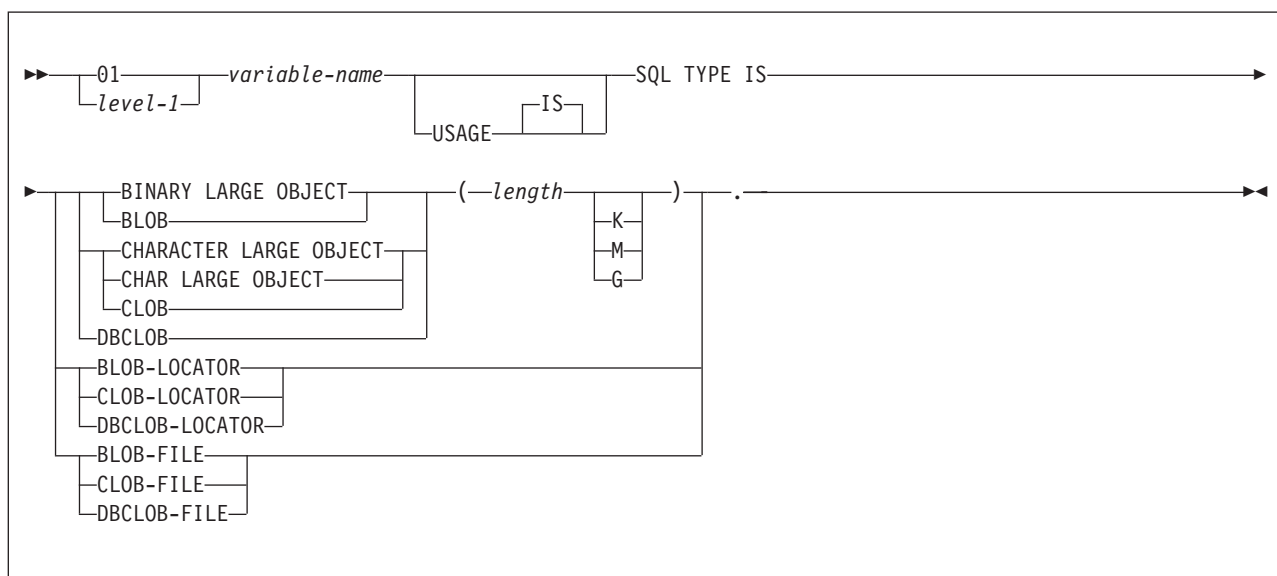 01 variable-name SQL TYPE IS
level-1 IS
USAGE
BINARY LARGE OBJECT ( length )  .
BLOB K
CHARACTER LARGE OBJECT M
CHAR LARGE OBJECT G
CLOB
DBCLOB
BLOB-LOCATOR
CLOB-LOCATOR
DBCLOB-LOCATOR
BLOB-FILE
CLOB-FILE
DBCLOB-FILE